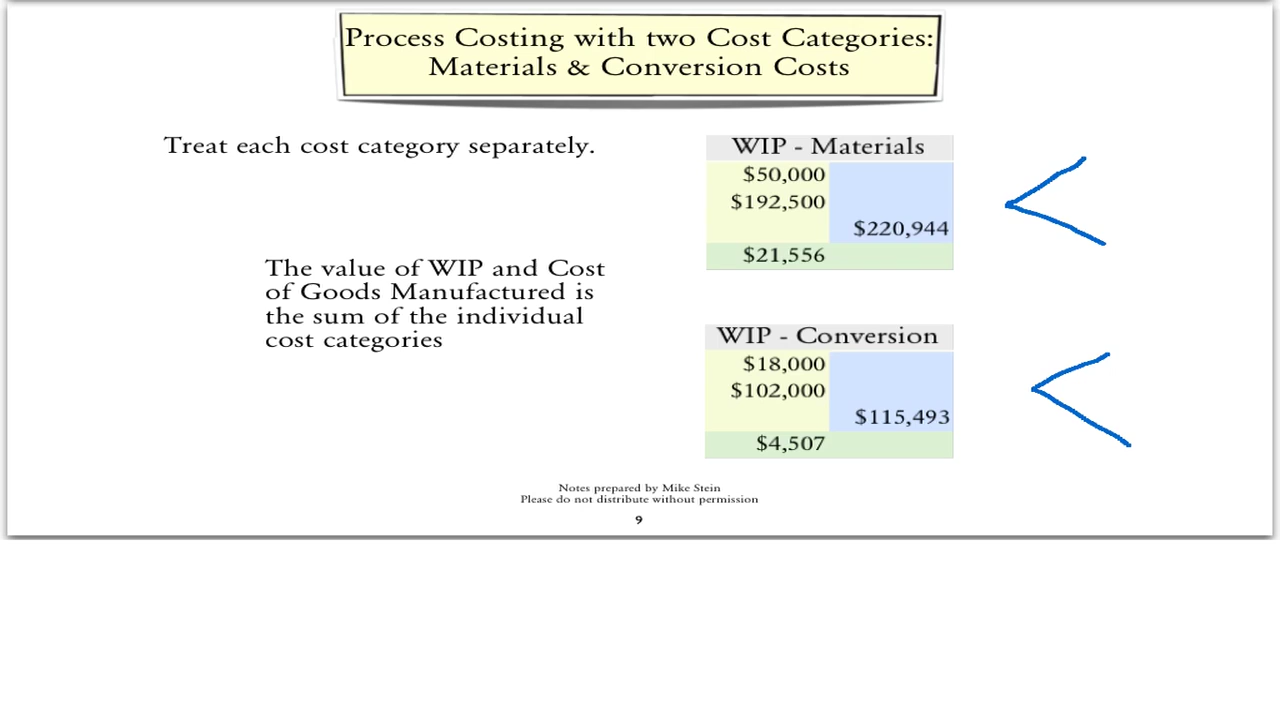 Process Costing with two Cost Categories:
Materials & Conversion Costs
Treat each cost category separately.
The value of WIP and Cost
of Goods Manufactured is
the sum of the individual
cost categories
WIP - Materials
$50,000
$192,500
$220,944
$21,556
WIP - Conversion
$18,000
$102,000
$115,493
$4,507
Notes prepared by Mike Stein
Please do not distribute without permission
9